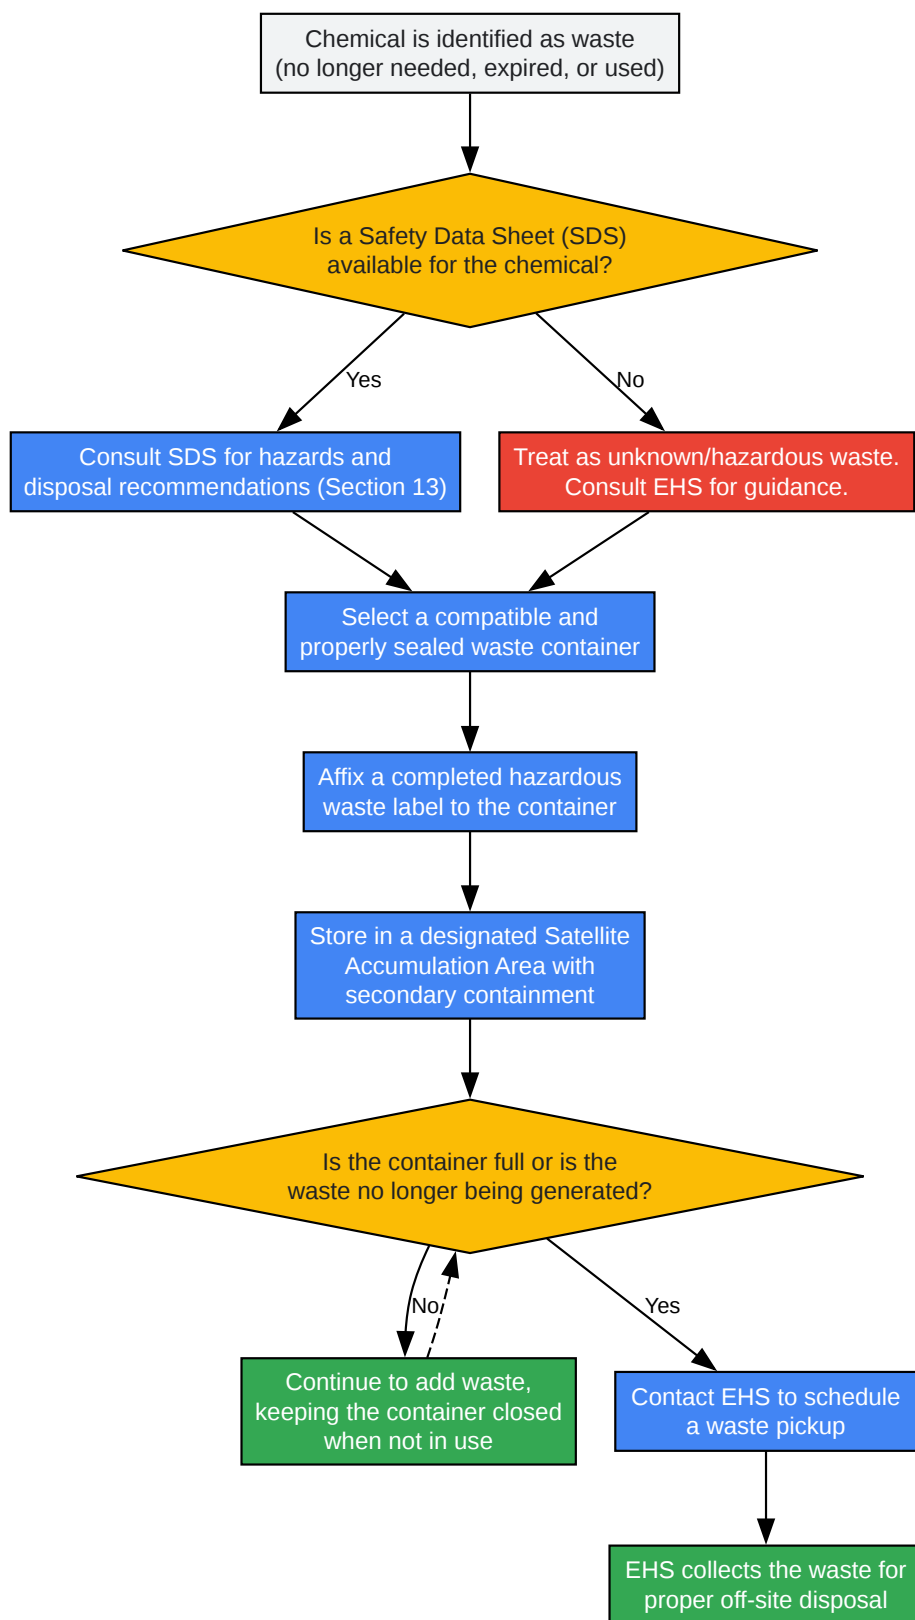 Chemical is identified as waste
(no longer needed, expired, or used)
Is a Safety Data Sheet (SDS)
available for the chemical?
Yes
No
Consult SDS for hazards and
disposal recommendations (Section 13)
Treat as unknown/hazardous waste.
Consult EHS for guidance.
Select a compatible and
properly sealed waste container
Affix a completed hazardous
waste label to the container
Store in a designated Satellite
Accumulation Area with
secondary containment
Is the container full or is the
waste no longer being generated?
No
Yes
Continue to add waste,
keeping the container closed
when not in use
Contact EHS to schedule
a waste pickup
EHS collects the waste for
proper off-site disposal